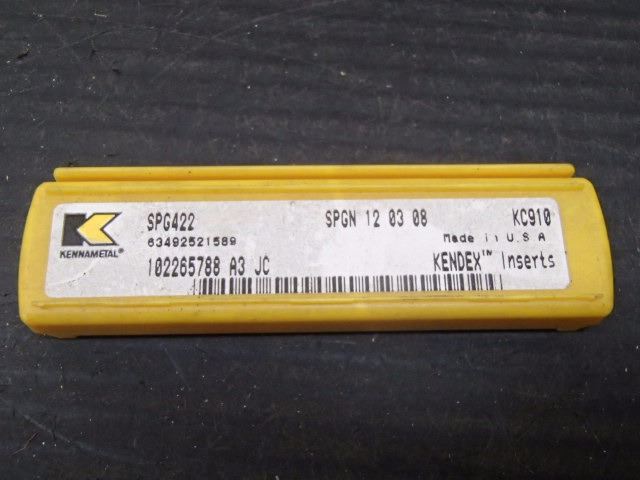 SPG422 SPGN 12 03 08 KC910
63492521589 Made in U.S.A
102265788 A3 JC KENDEX™ Inserts
KENNAMETAL®